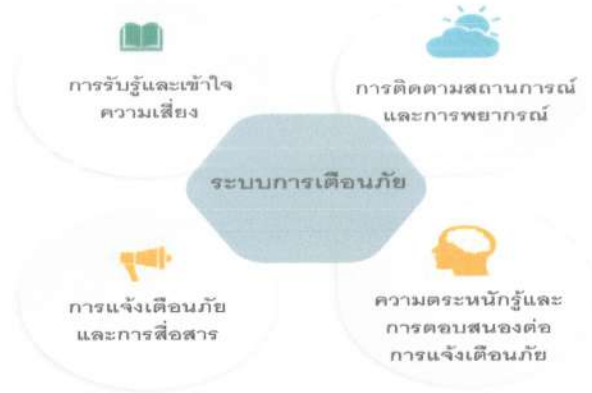 การรับรู้และเข้าใจ
ความเสี่ยง
การติดตามสถานการณ์
และการพยากรณ์
ระบบการเตือนภัย
การแจ้งเตือนภัย
และการสื่อสาร
ความตระหนักรู้และ
การตอบสนองต่อ
การแจ้งเตือนภัย